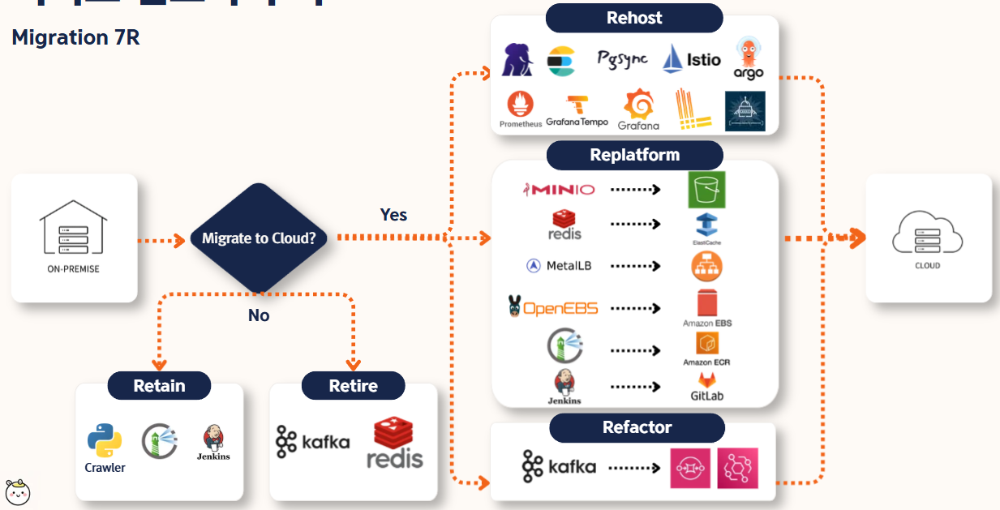 Migration 7R
Rehost
Pgsync
Istio
argo
Prometheus
Grafana Tempo
Grafana
Replatform
MINIO
redis
ElastiCache
MetalLB
OpenEBS
Amazon EBS
Amazon ECR
Jenkins
GitLab
Refactor
kafka
ON-PREMISE
Migrate to Cloud?
Yes
No
CLOUD
Retain
Crawler
Jenkins
Retire
kafka
redis